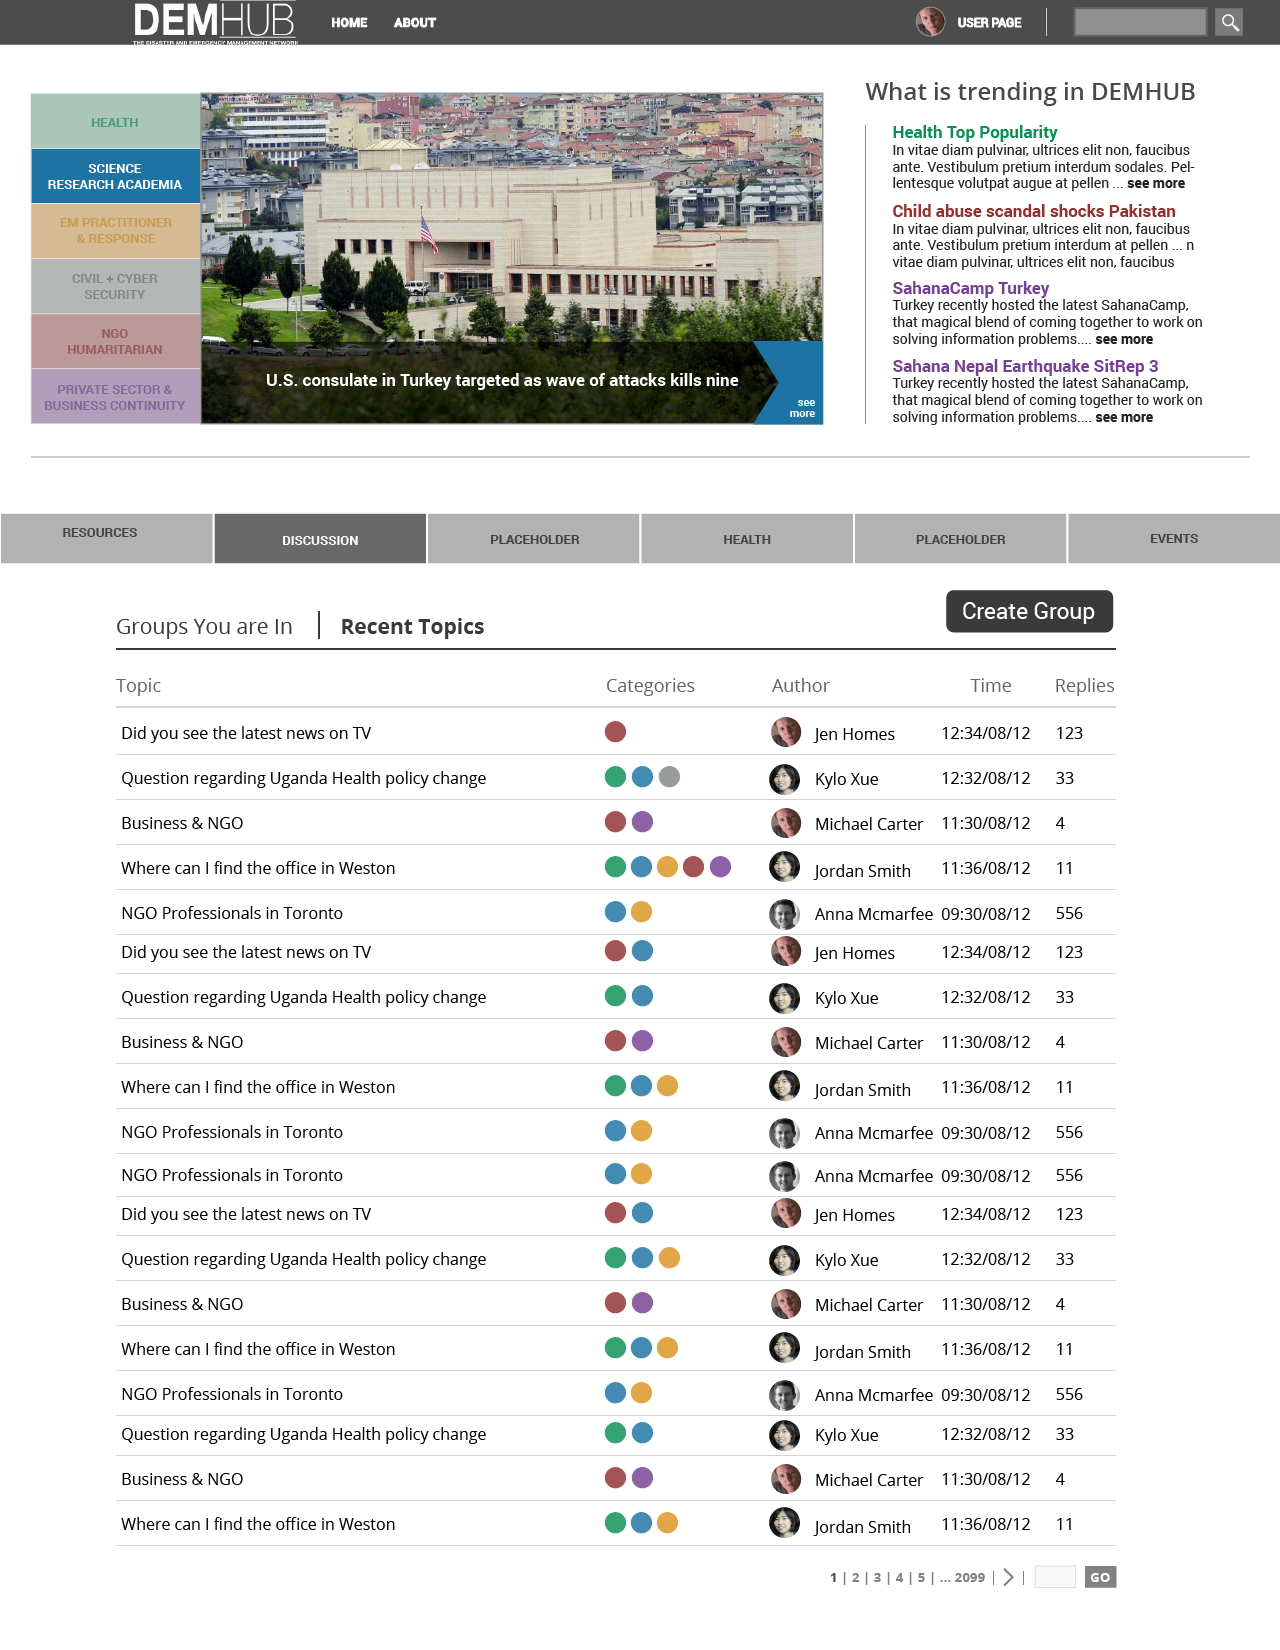 DEMHUB
THE DISASTER AND EMERGENCY MANAGEMENT NETWORK
HOME ABOUT USER PAGE
HEALTH
SCIENCE
RESEARCH ACADEMIA
EM PRACTITIONER
& RESPONSE
CIVIL + CYBER
SECURITY
NGO
HUMANITARIAN
PRIVATE SECTOR &
BUSINESS CONTINUITY
U.S. consulate in Turkey targeted as wave of attacks kills nine
see
more
What is trending in DEMHUB
Health Top Popularity
In vitae diam pulvinar, ultrices elit non, faucibus
ante. Vestibulum pretium interdum sodales. Pel-
lentesque volutpat augue at pellen ... see more
Child abuse scandal shocks Pakistan
In vitae diam pulvinar, ultrices elit non, faucibus
ante. Vestibulum pretium interdum at pellen ... n
vitae diam pulvinar, ultrices elit non, faucibus
SahanaCamp Turkey
Turkey recently hosted the latest SahanaCamp,
that magical blend of coming together to work on
solving information problems.... see more
Sahana Nepal Earthquake SitRep 3
Turkey recently hosted the latest SahanaCamp,
that magical blend of coming together to work on
solving information problems.... see more
RESOURCES DISCUSSION PLACEHOLDER HEALTH PLACEHOLDER EVENTS
Groups You are In Recent Topics Create Group
Topic Categories Author Time Replies
Did you see the latest news on TV Jen Homes 12:34/08/12 123
Question regarding Uganda Health policy change Kylo Xue 12:32/08/12 33
Business & NGO Michael Carter 11:30/08/12 4
Where can I find the office in Weston Jordan Smith 11:36/08/12 11
NGO Professionals in Toronto Anna Mcmarfee 09:30/08/12 556
Did you see the latest news on TV Jen Homes 12:34/08/12 123
Question regarding Uganda Health policy change Kylo Xue 12:32/08/12 33
Business & NGO Michael Carter 11:30/08/12 4
Where can I find the office in Weston Jordan Smith 11:36/08/12 11
NGO Professionals in Toronto Anna Mcmarfee 09:30/08/12 556
NGO Professionals in Toronto Anna Mcmarfee 09:30/08/12 556
Did you see the latest news on TV Jen Homes 12:34/08/12 123
Question regarding Uganda Health policy change Kylo Xue 12:32/08/12 33
Business & NGO Michael Carter 11:30/08/12 4
Where can I find the office in Weston Jordan Smith 11:36/08/12 11
NGO Professionals in Toronto Anna Mcmarfee 09:30/08/12 556
Question regarding Uganda Health policy change Kylo Xue 12:32/08/12 33
Business & NGO Michael Carter 11:30/08/12 4
Where can I find the office in Weston Jordan Smith 11:36/08/12 11
1 | 2 | 3 | 4 | 5 | ... 2099 | > | GO